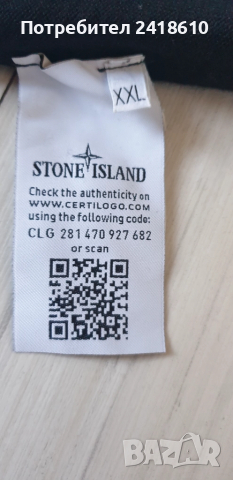 Потребител 2418610
XXL
STONE ISLAND
Check the authenticity on
WWW.CERTILOGO.COM
using the following code:
CLG 281 470 927 682
or scan
BAZAR